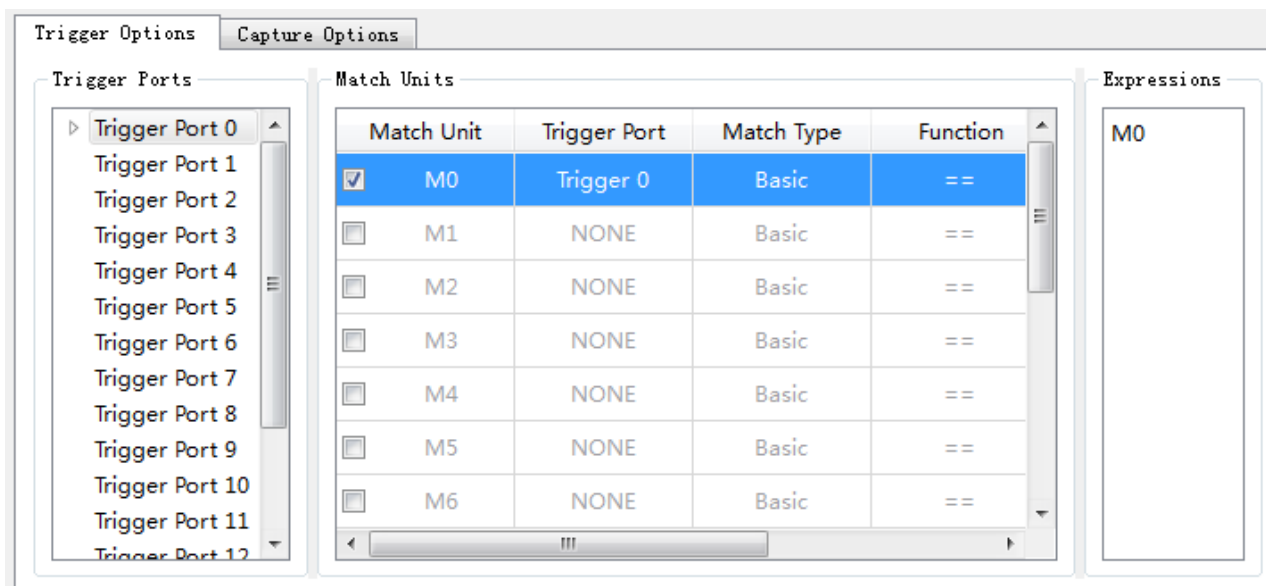 Trigger Options Capture Options
Trigger Ports
Trigger Port 0
Trigger Port 1
Trigger Port 2
Trigger Port 3
Trigger Port 4
Trigger Port 5
Trigger Port 6
Trigger Port 7
Trigger Port 8
Trigger Port 9
Trigger Port 10
Trigger Port 11
Trigger Port 12
Match Units
Match Unit Trigger Port Match Type Function
M0 Trigger 0 Basic ==
M1 NONE Basic ==
M2 NONE Basic ==
M3 NONE Basic ==
M4 NONE Basic ==
M5 NONE Basic ==
M6 NONE Basic ==
Expressions
M0